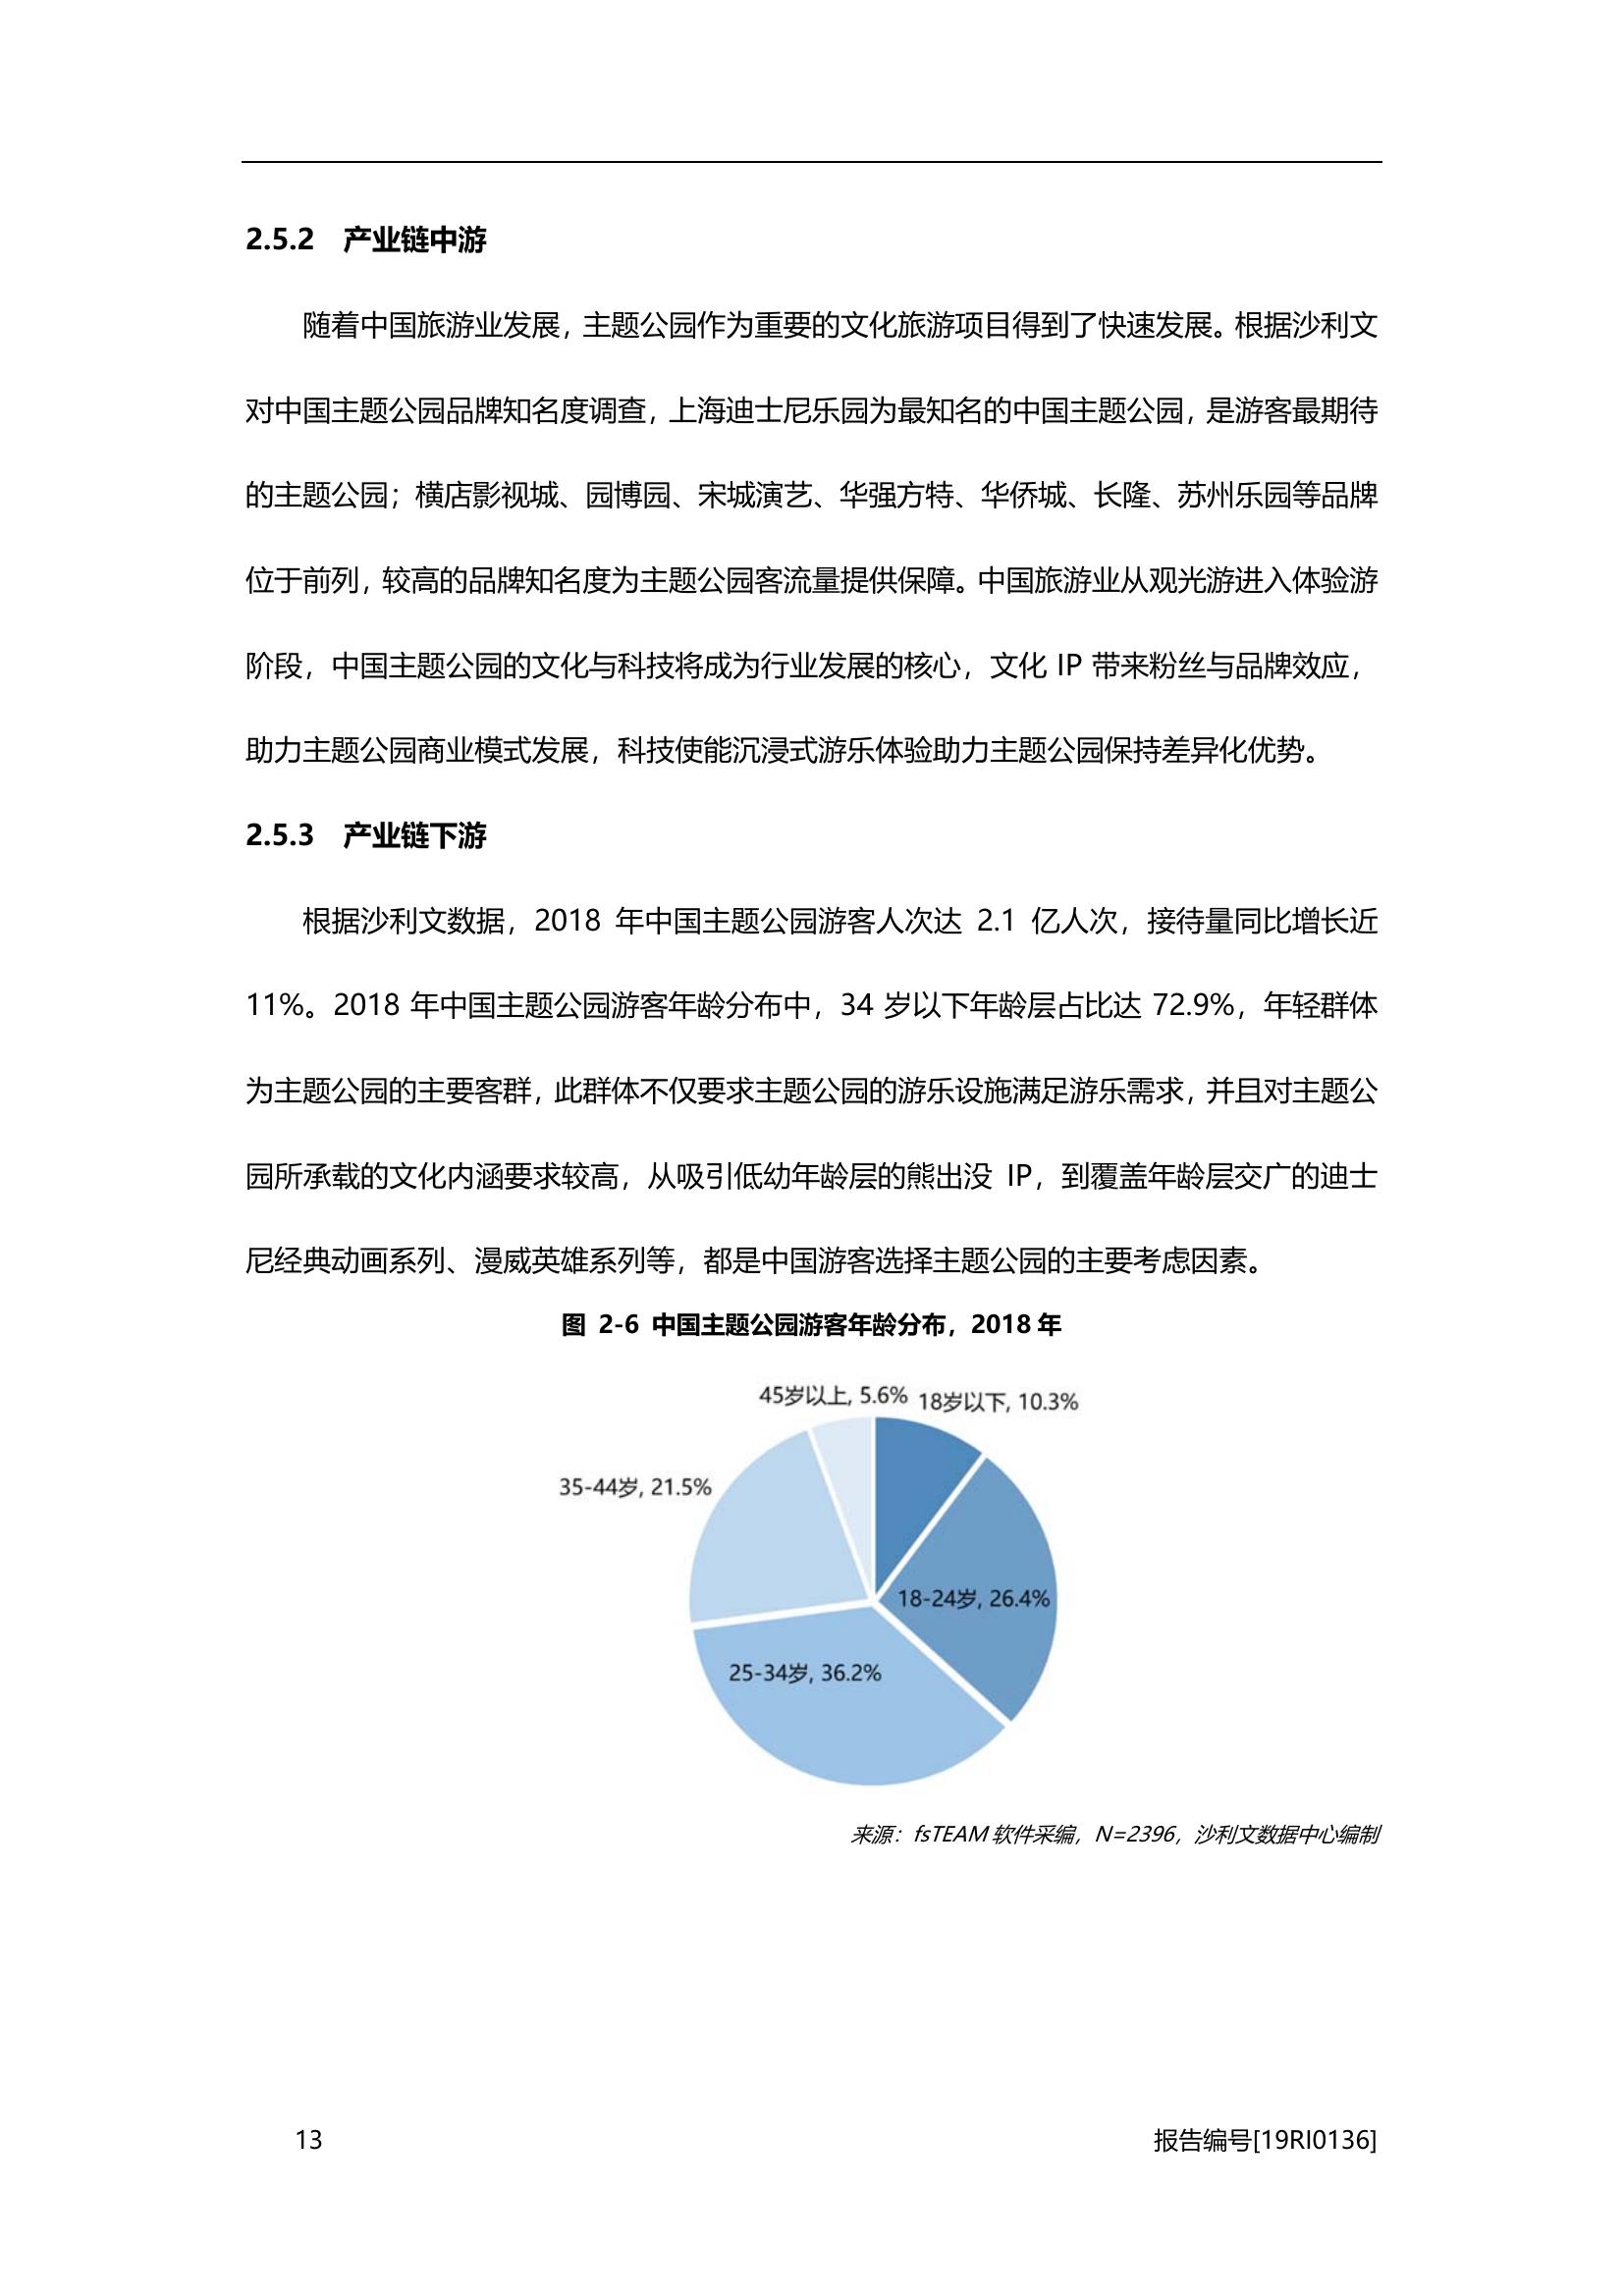 2.5.2 产业链中游
随着中国旅游业发展，主题公园作为重要的文化旅游项目得到了快速发展。根据沙利文
对中国主题公园品牌知名度调查，上海迪士尼乐园为最知名的中国主题公园，是游客最期待
的主题公园；横店影视城、园博园、宋城演艺、华强方特、华侨城、长隆、苏州乐园等品牌
位于前列，较高的品牌知名度为主题公园客流量提供保障。中国旅游业从观光游进入体验游
阶段，中国主题公园的文化与科技将成为行业发展的核心，文化 IP 带来粉丝与品牌效应，
助力主题公园商业模式发展，科技使能沉浸式游乐体验助力主题公园保持差异化优势。
2.5.3 产业链下游
根据沙利文数据，2018 年中国主题公园游客人次达 2.1 亿人次，接待量同比增长近
11%。2018 年中国主题公园游客年龄分布中，34 岁以下年龄层占比达 72.9%，年轻群体
为主题公园的主要客群，此群体不仅要求主题公园的游乐设施满足游乐需求，并且对主题公
园所承载的文化内涵要求较高，从吸引低幼年龄层的熊出没 IP，到覆盖年龄层交广的迪士
尼经典动画系列、漫威英雄系列等，都是中国游客选择主题公园的主要考虑因素。
图 2-6 中国主题公园游客年龄分布，2018 年
45岁以上, 5.6%
18岁以下, 10.3%
35-44岁, 21.5%
18-24岁, 26.4%
25-34岁, 36.2%
来源：fsTEAM 软件采编，N=2396，沙利文数据中心编制
13
报告编号[19RI0136]